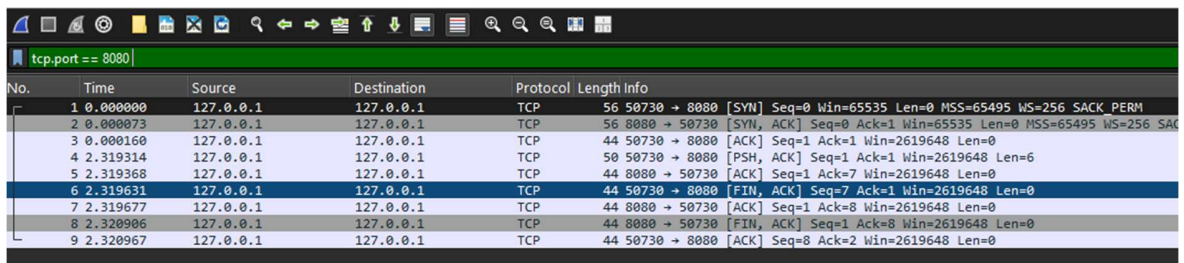 tcp.port == 8080
No. Time Source Destination Protocol Length Info
1 0.000000 127.0.0.1 127.0.0.1 TCP 56 50730 → 8080 [SYN] Seq=0 Win=65535 Len=0 MSS=65495 WS=256 SACK_PERM
2 0.000073 127.0.0.1 127.0.0.1 TCP 56 8080 → 50730 [SYN, ACK] Seq=0 Ack=1 Win=65535 Len=0 MSS=65495 WS=256 SAC
3 0.000160 127.0.0.1 127.0.0.1 TCP 44 50730 → 8080 [ACK] Seq=1 Ack=1 Win=2619648 Len=0
4 2.319314 127.0.0.1 127.0.0.1 TCP 50 50730 → 8080 [PSH, ACK] Seq=1 Ack=1 Win=2619648 Len=6
5 2.319368 127.0.0.1 127.0.0.1 TCP 44 8080 → 50730 [ACK] Seq=1 Ack=7 Win=2619648 Len=0
6 2.319631 127.0.0.1 127.0.0.1 TCP 44 50730 → 8080 [FIN, ACK] Seq=7 Ack=1 Win=2619648 Len=0
7 2.319677 127.0.0.1 127.0.0.1 TCP 44 8080 → 50730 [ACK] Seq=1 Ack=8 Win=2619648 Len=0
8 2.320906 127.0.0.1 127.0.0.1 TCP 44 8080 → 50730 [FIN, ACK] Seq=1 Ack=8 Win=2619648 Len=0
9 2.320967 127.0.0.1 127.0.0.1 TCP 44 50730 → 8080 [ACK] Seq=8 Ack=2 Win=2619648 Len=0